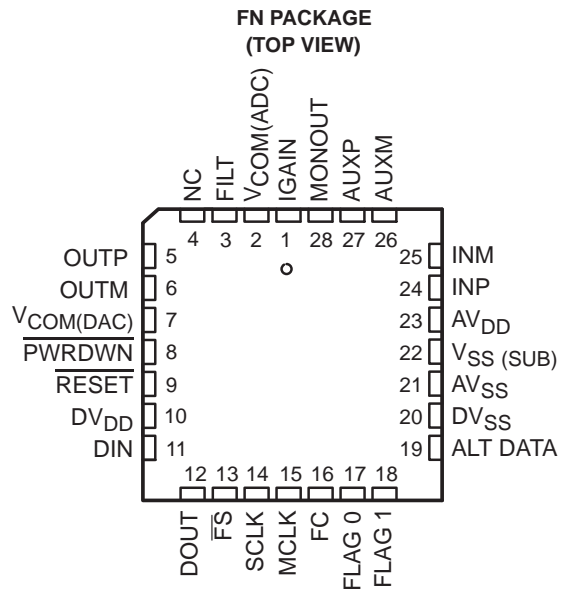 FN PACKAGE
(TOP VIEW)
NC
FILT
VCOM(ADC)
IGAIN
MONOUT
AUXP
AUXM
4 3 2 1 28 27 26
OUTP 5
OUTM 6
VCOM(DAC) 7
PWRDWN 8
RESET 9
DVDD 10
DIN 11
25 INM
24 INP
23 AVDD
22 VSS (SUB)
21 AVSS
20 DVSS
19 ALT DATA
12 13 14 15 16 17 18
DOUT
FS
SCLK
MCLK
FC
FLAG 0
FLAG 1